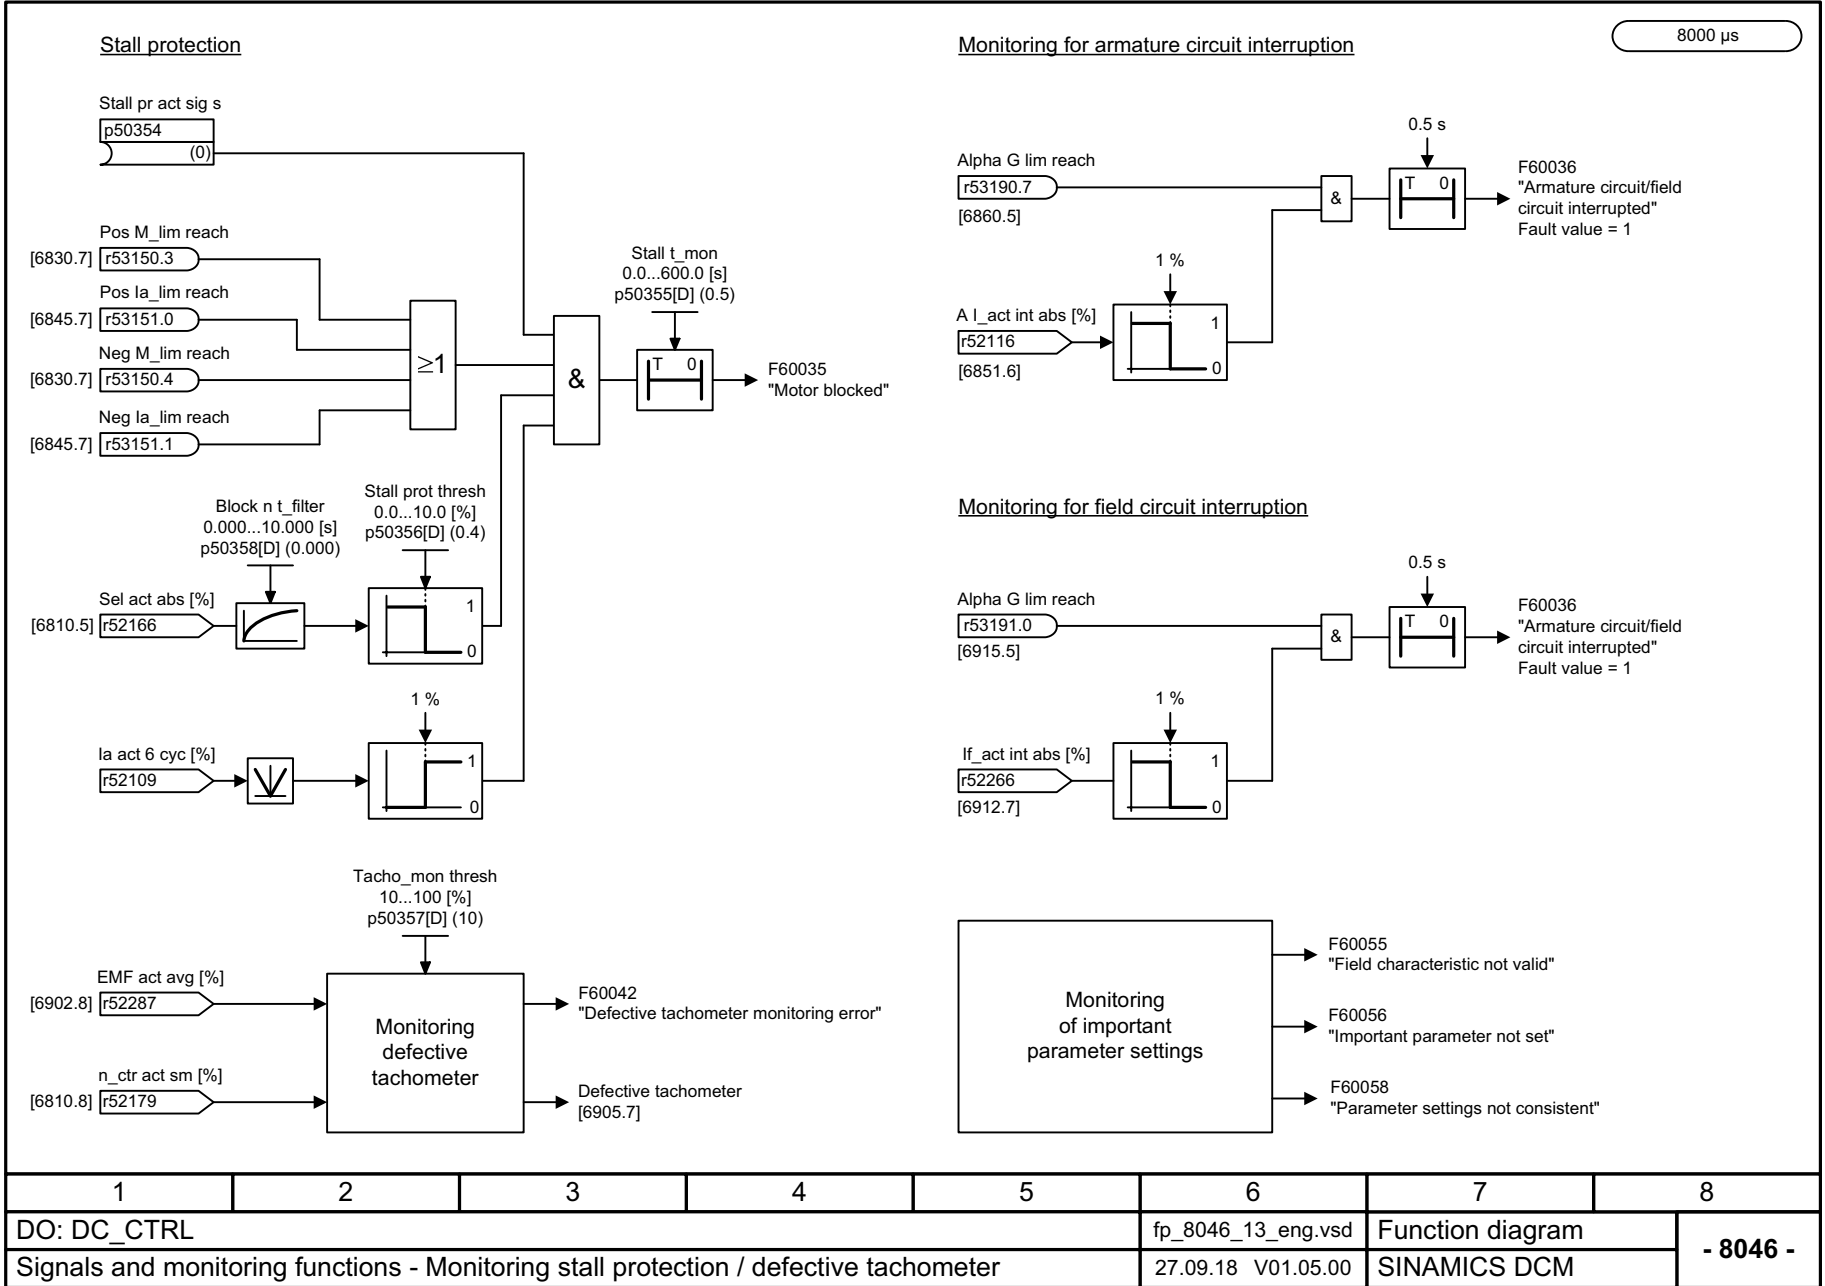 Stall protection
Stall pr act sig s
p50354
(0)
Pos M_lim reach
[6830.7] r53150.3
Pos Ia_lim reach
[6845.7] r53151.0
Neg M_lim reach
[6830.7] r53150.4
Neg Ia_lim reach
[6845.7] r53151.1
≥1
&
Stall t_mon
0.0...600.0 [s]
p50355[D] (0.5)
T 0
F60035
"Motor blocked"
Block n t_filter
0.000...10.000 [s]
p50358[D] (0.000)
Stall prot thresh
0.0...10.0 [%]
p50356[D] (0.4)
Sel act abs [%]
[6810.5] r52166
1
0
1 %
Ia act 6 cyc [%]
r52109
1
0
Tacho_mon thresh
10...100 [%]
p50357[D] (10)
EMF act avg [%]
[6902.8] r52287
n_ctr act sm [%]
[6810.8] r52179
Monitoring
defective
tachometer
F60042
"Defective tachometer monitoring error"
Defective tachometer
[6905.7]
Monitoring for armature circuit interruption
8000 µs
Alpha G lim reach
r53190.7
[6860.5]
1 %
A I_act int abs [%]
r52116
[6851.6]
1
0
&
0.5 s
T 0
F60036
"Armature circuit/field
circuit interrupted"
Fault value = 1
Monitoring for field circuit interruption
Alpha G lim reach
r53191.0
[6915.5]
1 %
If_act int abs [%]
r52266
[6912.7]
1
0
&
0.5 s
T 0
F60036
"Armature circuit/field
circuit interrupted"
Fault value = 1
Monitoring
of important
parameter settings
F60055
"Field characteristic not valid"
F60056
"Important parameter not set"
F60058
"Parameter settings not consistent"
1 2 3 4 5 6 7 8
DO: DC_CTRL
fp_8046_13_eng.vsd
Function diagram
- 8046 -
Signals and monitoring functions - Monitoring stall protection / defective tachometer
27.09.18 V01.05.00
SINAMICS DCM